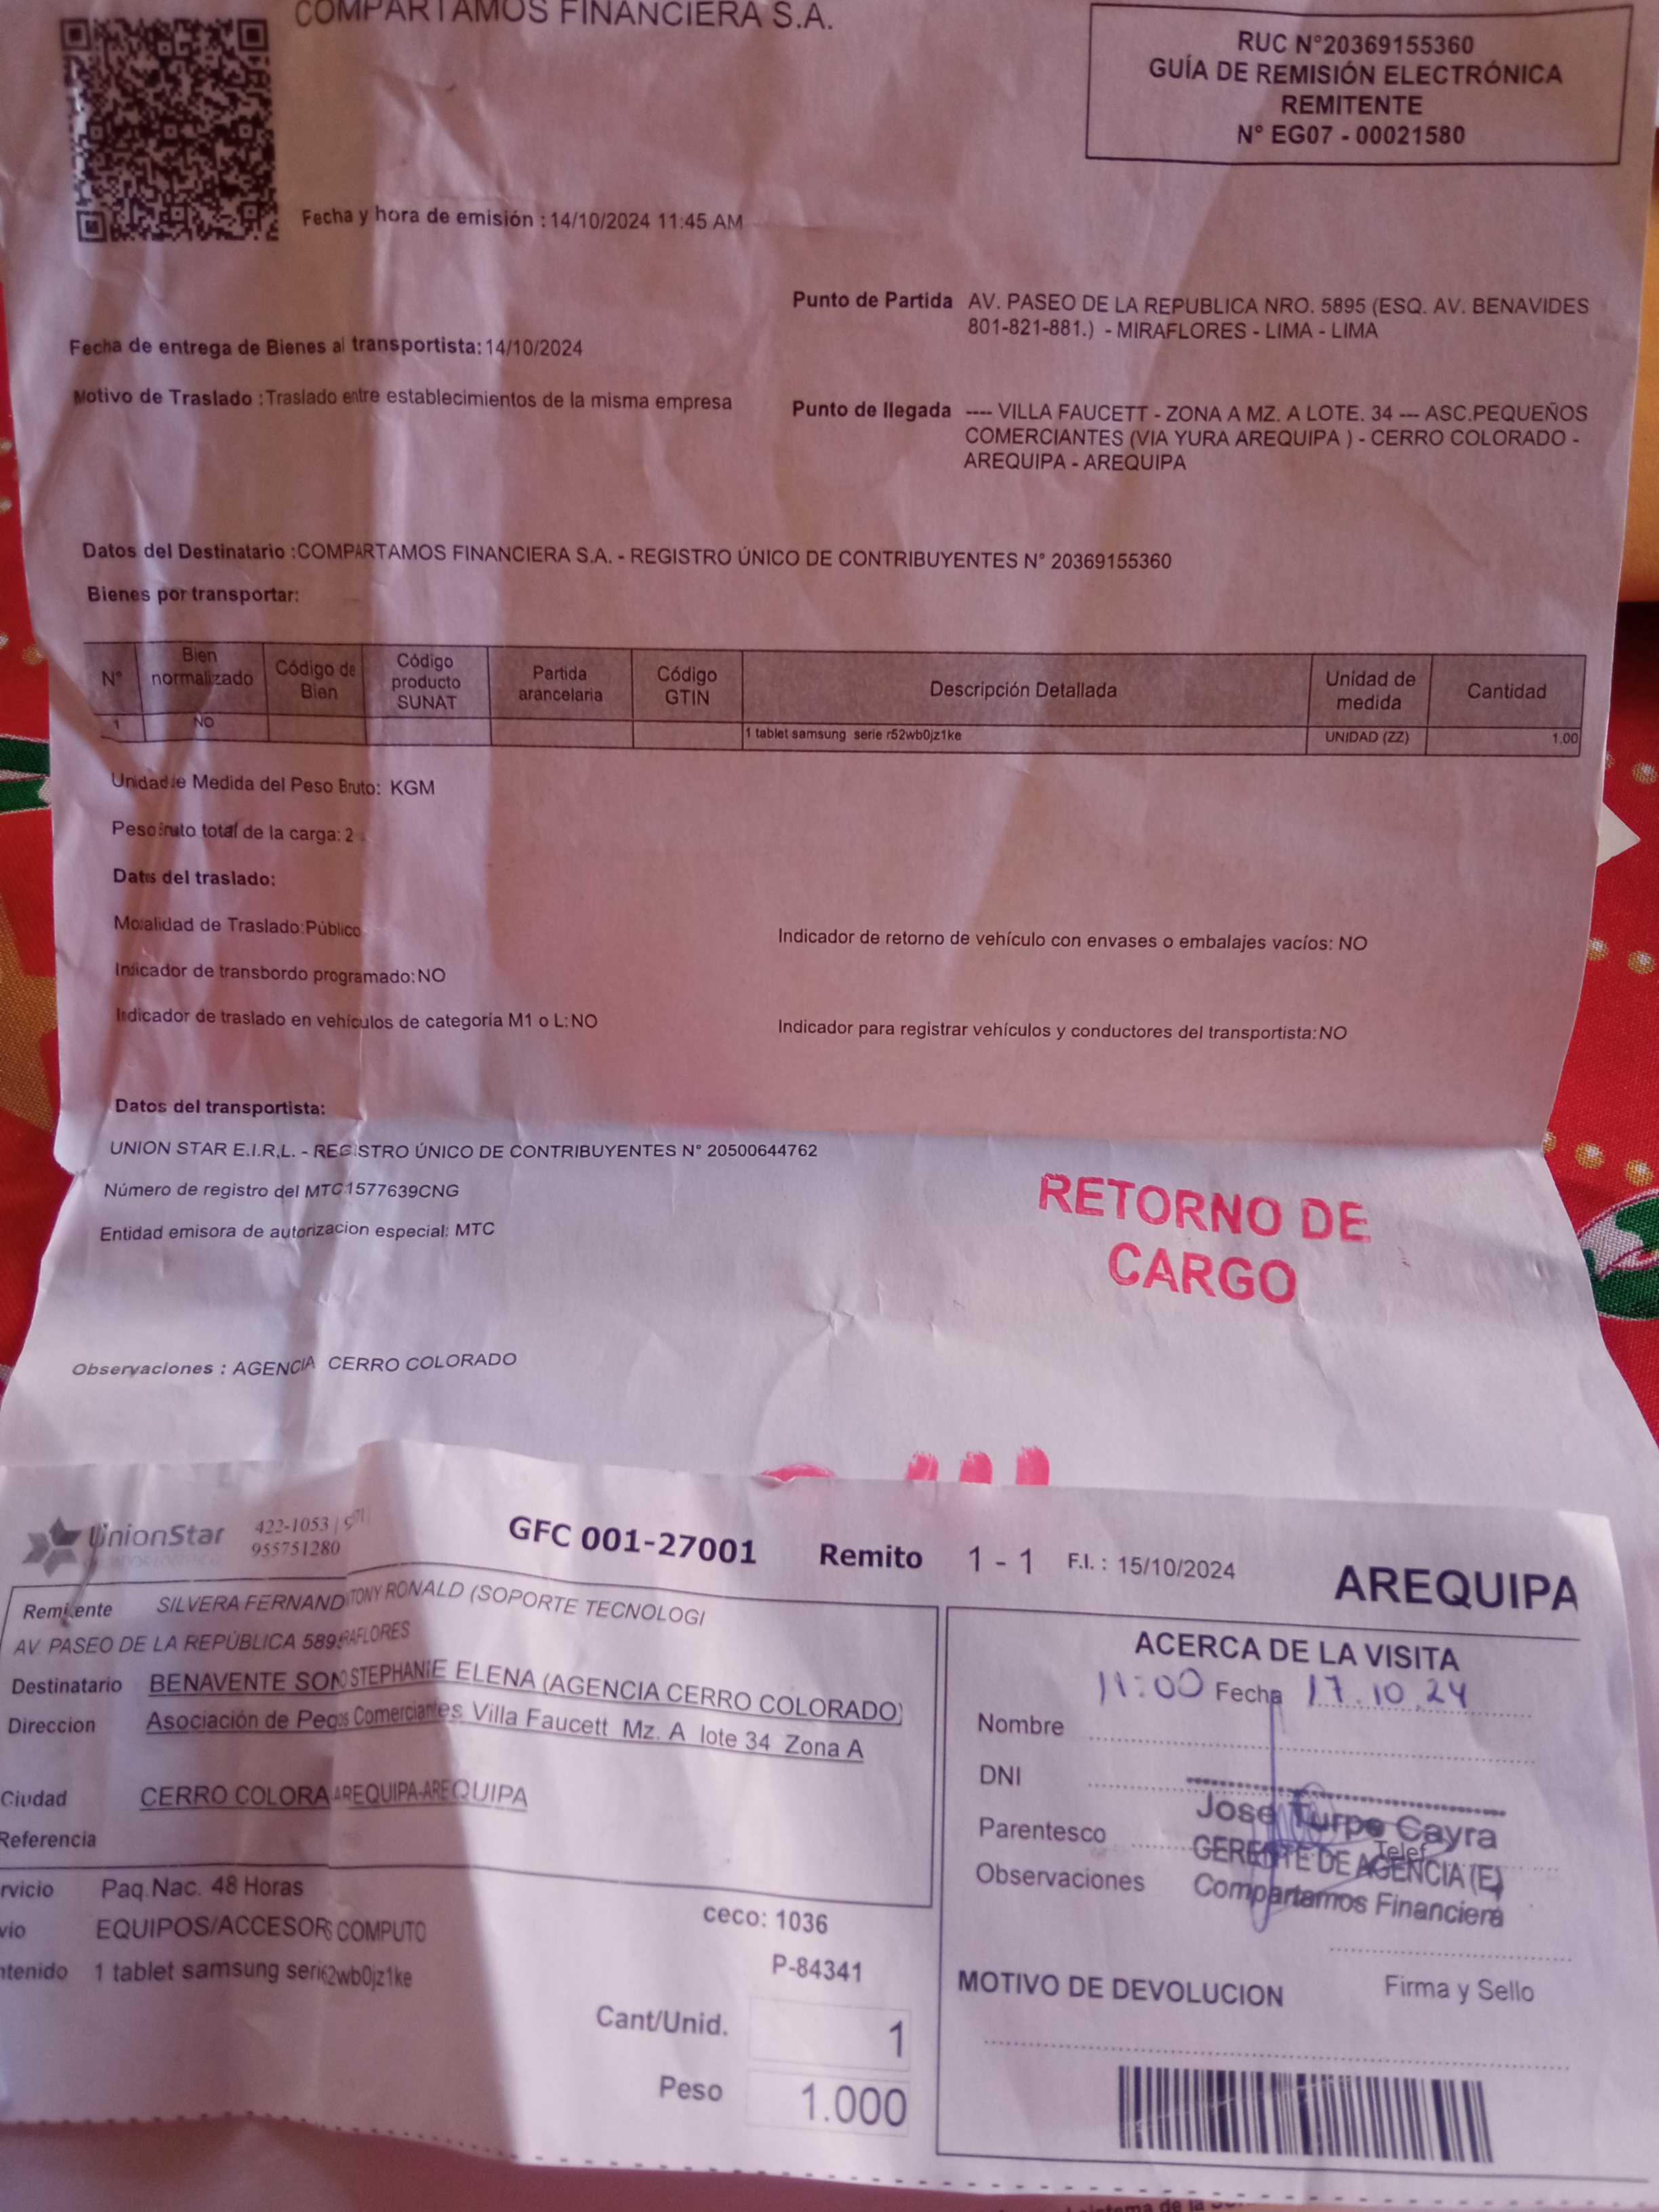 COMPARTAMOS FINANCIERA S.A.
RUC N°20369155360
GUÍA DE REMISIÓN ELECTRÓNICA
REMITENTE
N° EG07 - 00021580
Fecha y hora de emisión : 14/10/2024 11:45 AM
Punto de Partida AV. PASEO DE LA REPUBLICA NRO. 5895 (ESQ. AV. BENAVIDES
801-821-881.) - MIRAFLORES - LIMA - LIMA
Fecha de entrega de Bienes al transportista: 14/10/2024
Motivo de Traslado : Traslado entre establecimientos de la misma empresa
Punto de llegada ---- VILLA FAUCETT - ZONA A MZ. A LOTE. 34 --- ASC.PEQUEÑOS
COMERCIANTES (VIA YURA AREQUIPA ) - CERRO COLORADO -
AREQUIPA - AREQUIPA
Datos del Destinatario :COMPARTAMOS FINANCIERA S.A. - REGISTRO ÚNICO DE CONTRIBUYENTES N° 20369155360
Bienes por transportar:
N° Bien normalizado Código de Bien Código producto SUNAT Partida arancelaria Código GTIN Descripción Detallada Unidad de medida Cantidad
1 NO 1 tablet samsung serie r52wb0jz1ke UNIDAD (ZZ) 1.00
Unidad e Medida del Peso Bruto: KGM
Peso ruto total de la carga: 2
Datos del traslado:
Modalidad de Traslado: Público
Indicador de retorno de vehículo con envases o embalajes vacíos: NO
Indicador de transbordo programado: NO
Indicador de traslado en vehículos de categoría M1 o L: NO
Indicador para registrar vehículos y conductores del transportista: NO
Datos del transportista:
UNION STAR E.I.R.L. - REGISTRO ÚNICO DE CONTRIBUYENTES N° 20500644762
Número de registro del MTC 1577639CNG
Entidad emisora de autorizacion especial: MTC
RETORNO DE
CARGO
Observaciones : AGENCIA CERRO COLORADO
UnionStar 422-1053 |
955751280
GFC 001-27001 Remito 1 - 1 F.I. : 15/10/2024 AREQUIPA
Remitente SILVERA FERNAND TONY RONALD (SOPORTE TECNOLOGI
AV PASEO DE LA REPÚBLICA 589 RAFLORES
Destinatario BENAVENTE SON STEPHANIE ELENA (AGENCIA CERRO COLORADO)
Direccion Asociación de Peq s Comerciantes Villa Faucett Mz. A lote 34 Zona A
Ciudad CERRO COLORA AREQUIPA-AREQUIPA
Referencia
rvicio Paq.Nac. 48 Horas
vio EQUIPOS/ACCESOR S COMPUTO
ntenido 1 tablet samsung seri 2wb0jz1ke
ceco: 1036
P-84341
Cant/Unid. 1
Peso 1.000
ACERCA DE LA VISITA
11:00 Fecha 17.10.24
Nombre
DNI
Parentesco Telef
Observaciones
Jose Turpo Cayra
GERENTE DE AGENCIA (E)
Compartamos Financiera
Firma y Sello
MOTIVO DE DEVOLUCION